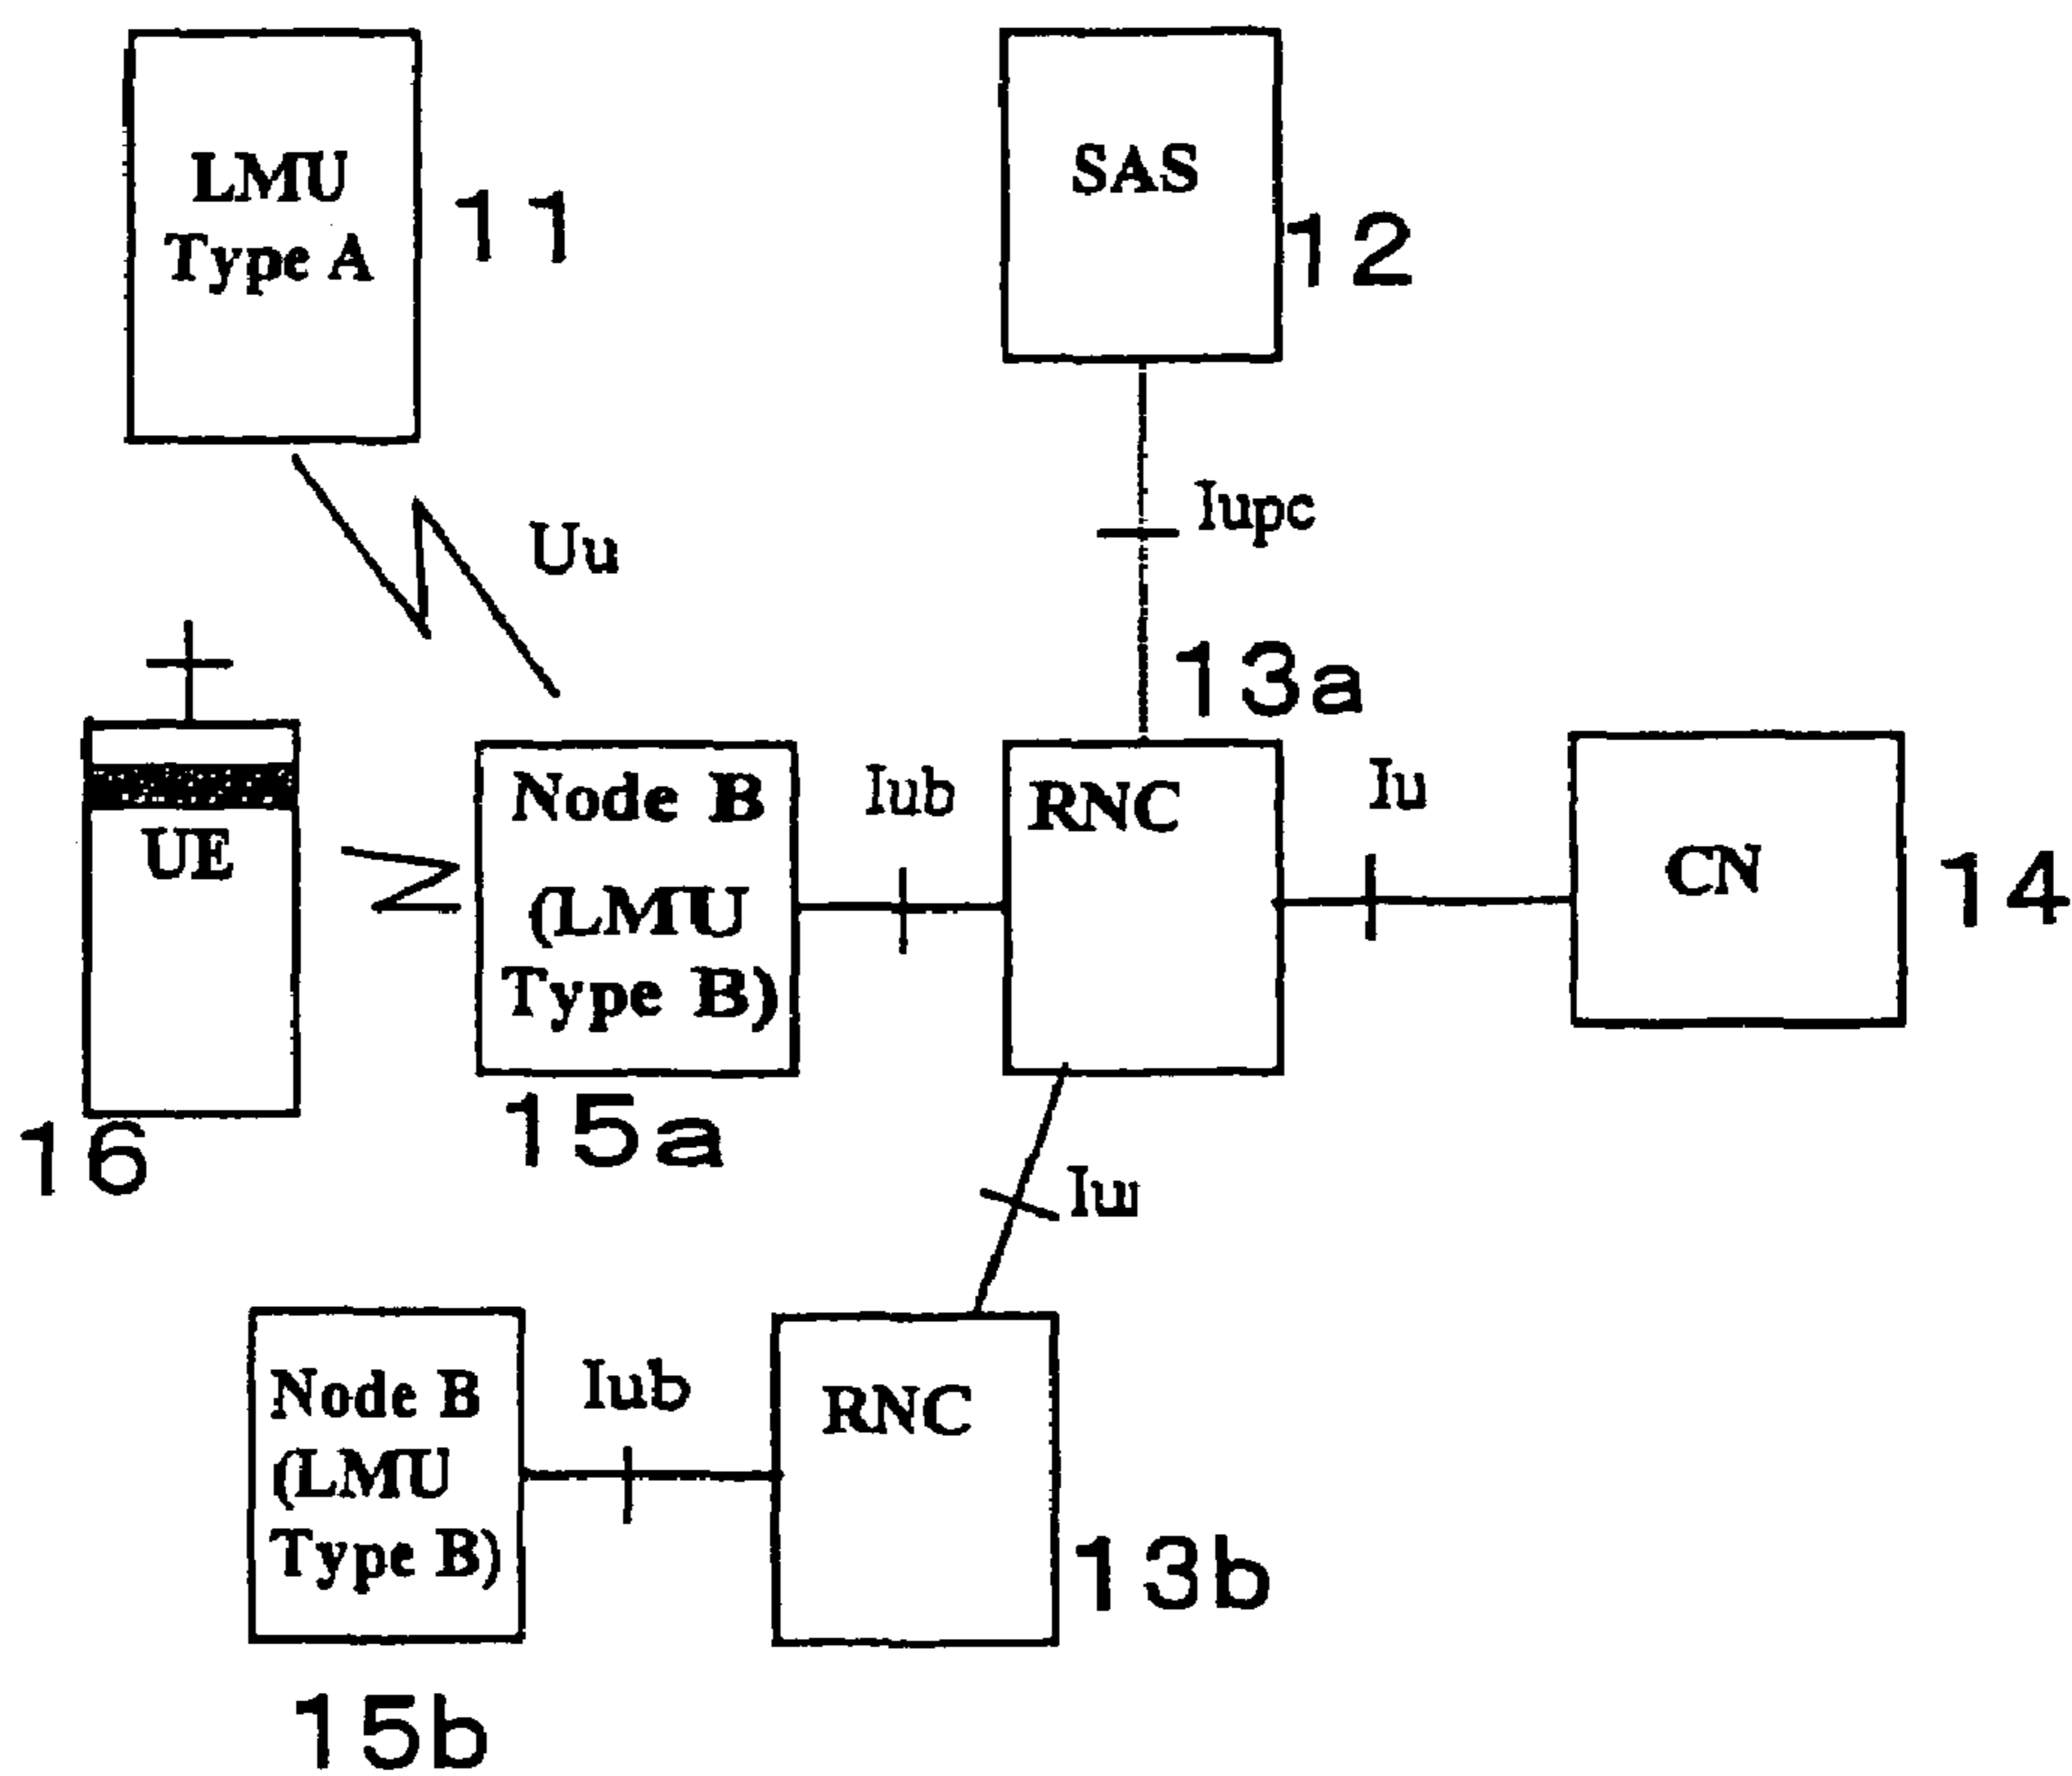 LMU
Type A
11
SAS
12
Uu
Iupc
13a
UE
16
Node B
(LMU
Type B)
15a
Iub
RNC
Iu
CN
14
Iur
Node B
(LMU
Type B)
15b
Iub
RNC
13b